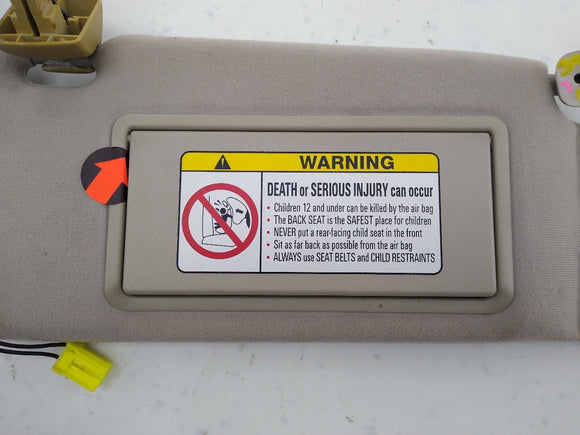 WARNING
DEATH or SERIOUS INJURY can occur
• Children 12 and under can be killed by the air bag
• The BACK SEAT is the SAFEST place for children
• NEVER put a rear-facing child seat in the front
• Sit as far back as possible from the air bag
• ALWAYS use SEAT BELTS and CHILD RESTRAINTS